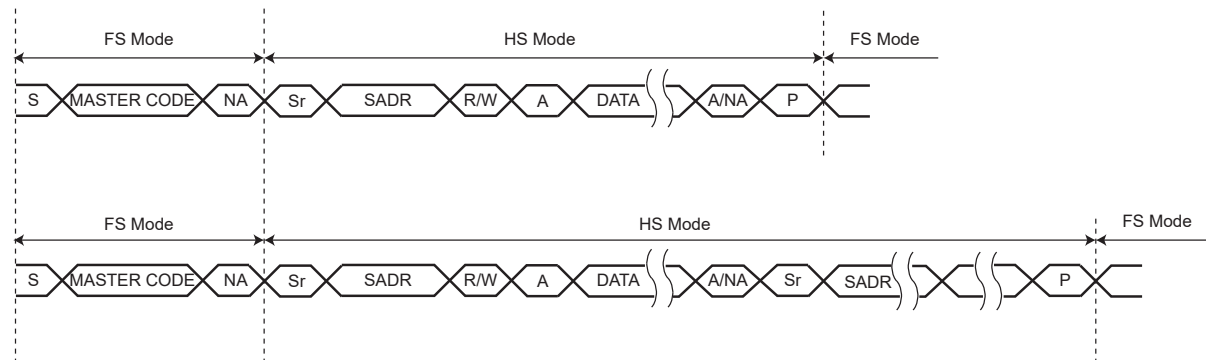 FS Mode HS Mode FS Mode
S MASTER CODE NA Sr SADR R/W A DATA A/NA P
FS Mode HS Mode FS Mode
S MASTER CODE NA Sr SADR R/W A DATA A/NA Sr SADR P